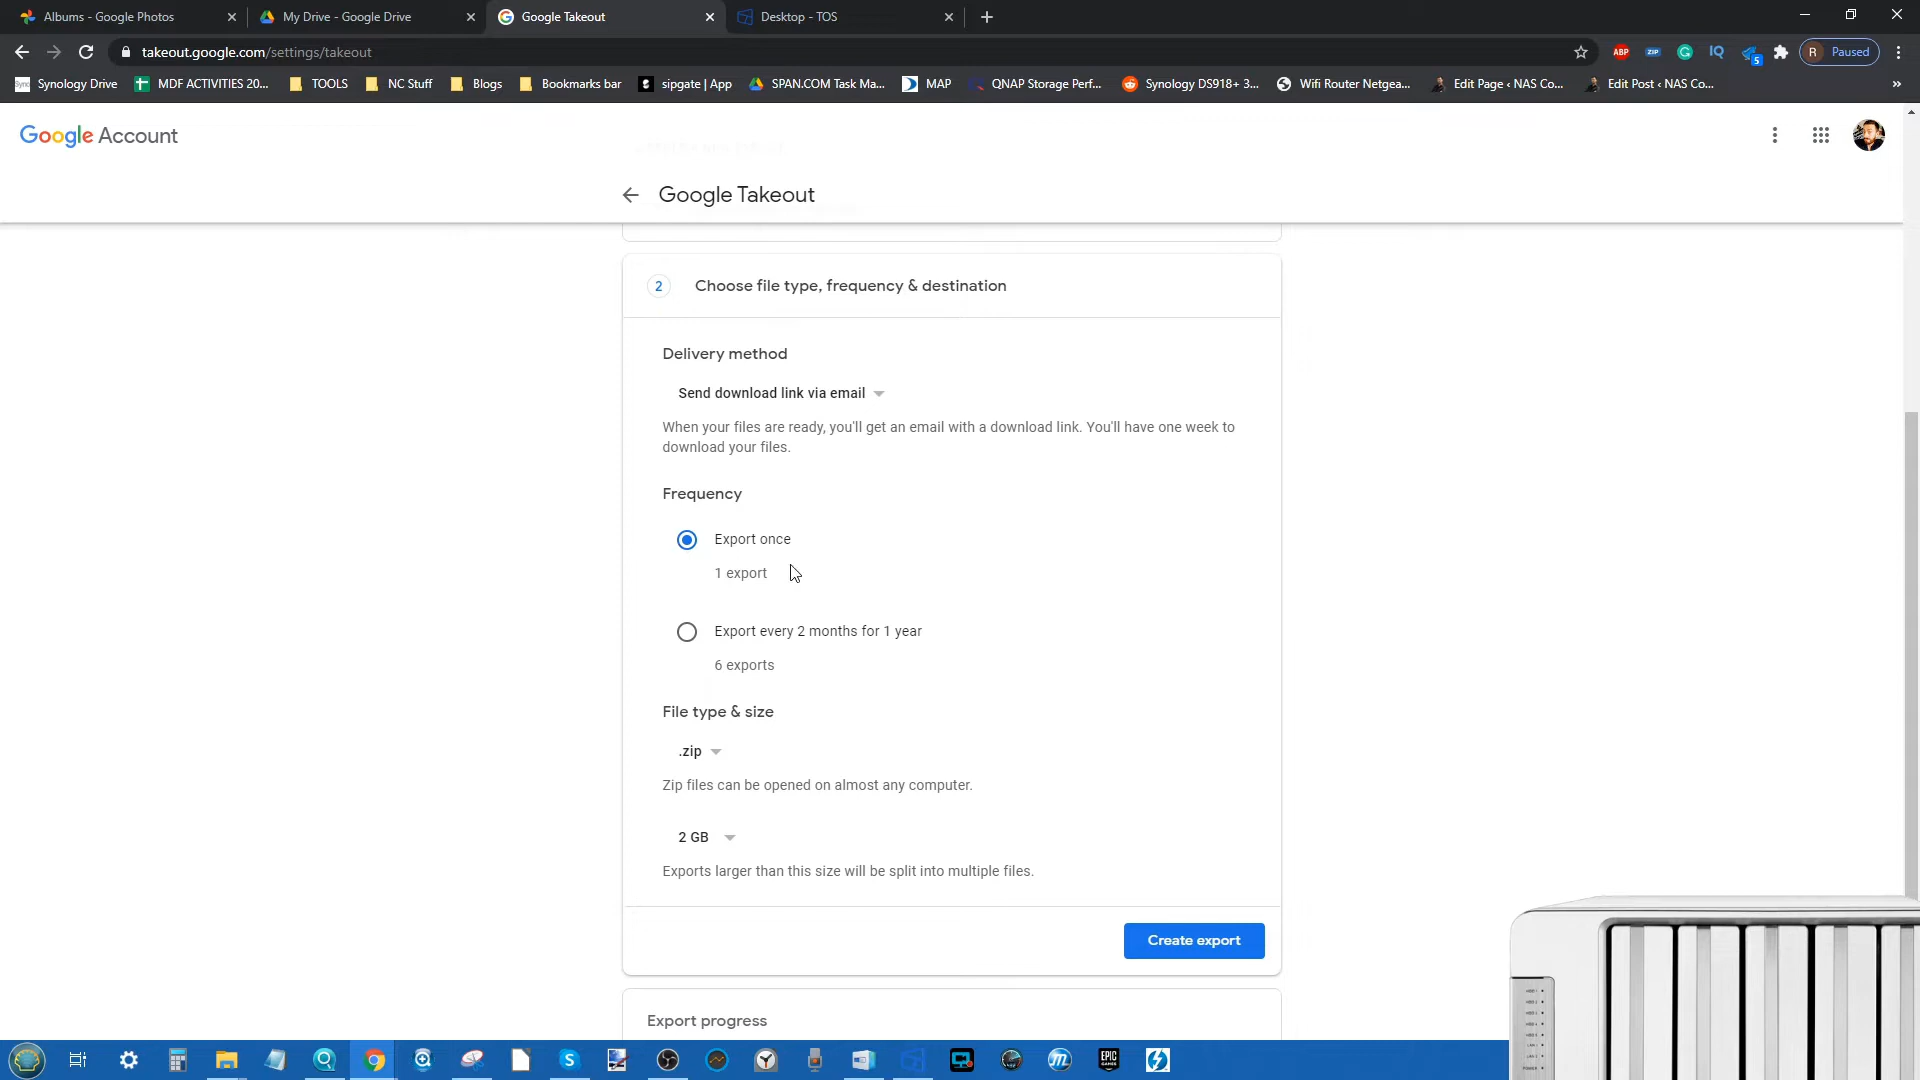 Albums - Google Photos
My Drive - Google Drive
Google Takeout
Desktop - TOS
takeout.google.com/settings/takeout
ABP
ZIP
IQ
5
R Paused
Synology Drive
MDF ACTIVITIES 20...
TOOLS
NC Stuff
Blogs
Bookmarks bar
sipgate | App
SPAN.COM Task Ma...
MAP
QNAP Storage Perf...
Synology DS918+ 3...
Wifi Router Netgea...
Edit Page ‹ NAS Co...
Edit Post ‹ NAS Co...
»
Google Account
Google Takeout
2 Choose file type, frequency & destination
Delivery method
Send download link via email
When your files are ready, you'll get an email with a download link. You'll have one week to
download your files.
Frequency
Export once
1 export
Export every 2 months for 1 year
6 exports
File type & size
.zip
Zip files can be opened on almost any computer.
2 GB
Exports larger than this size will be split into multiple files.
Create export
Export progress
EPIC
GAMES